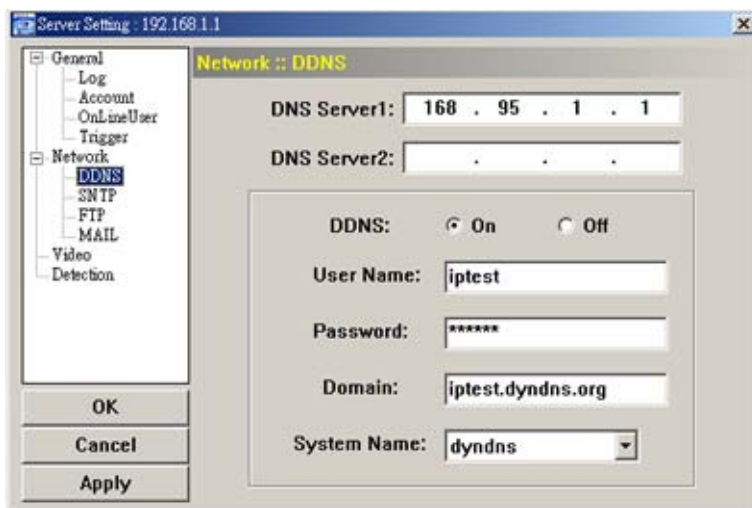 Server Setting : 192.168.1.1
General
Log
Account
OnLineUser
Trigger
Network
DDNS
SNTP
FTP
MAIL
Video
Detection
OK
Cancel
Apply
Network :: DDNS
DNS Server1: 168 . 95 . 1 . 1
DNS Server2: . . .
DDNS: On Off
User Name: iptest
Password: ******
Domain: iptest.dyndns.org
System Name: dyndns